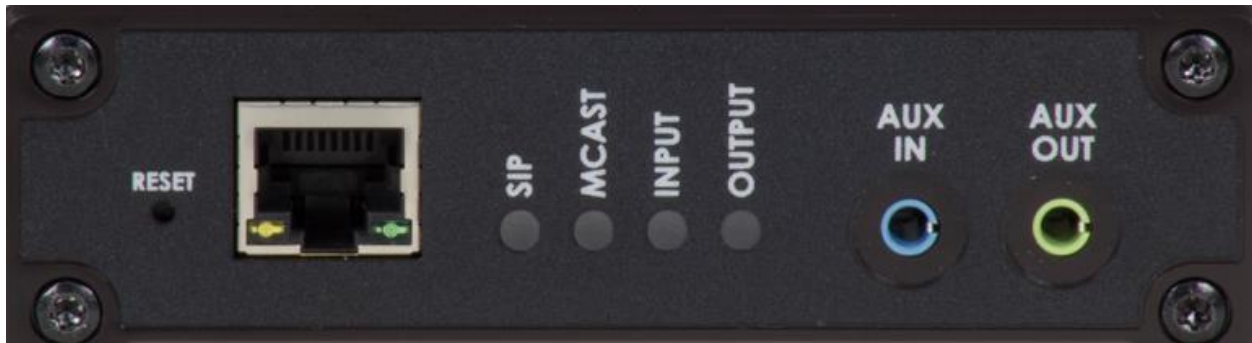 RESET
SIP
MCAST
INPUT
OUTPUT
AUX
IN
AUX
OUT